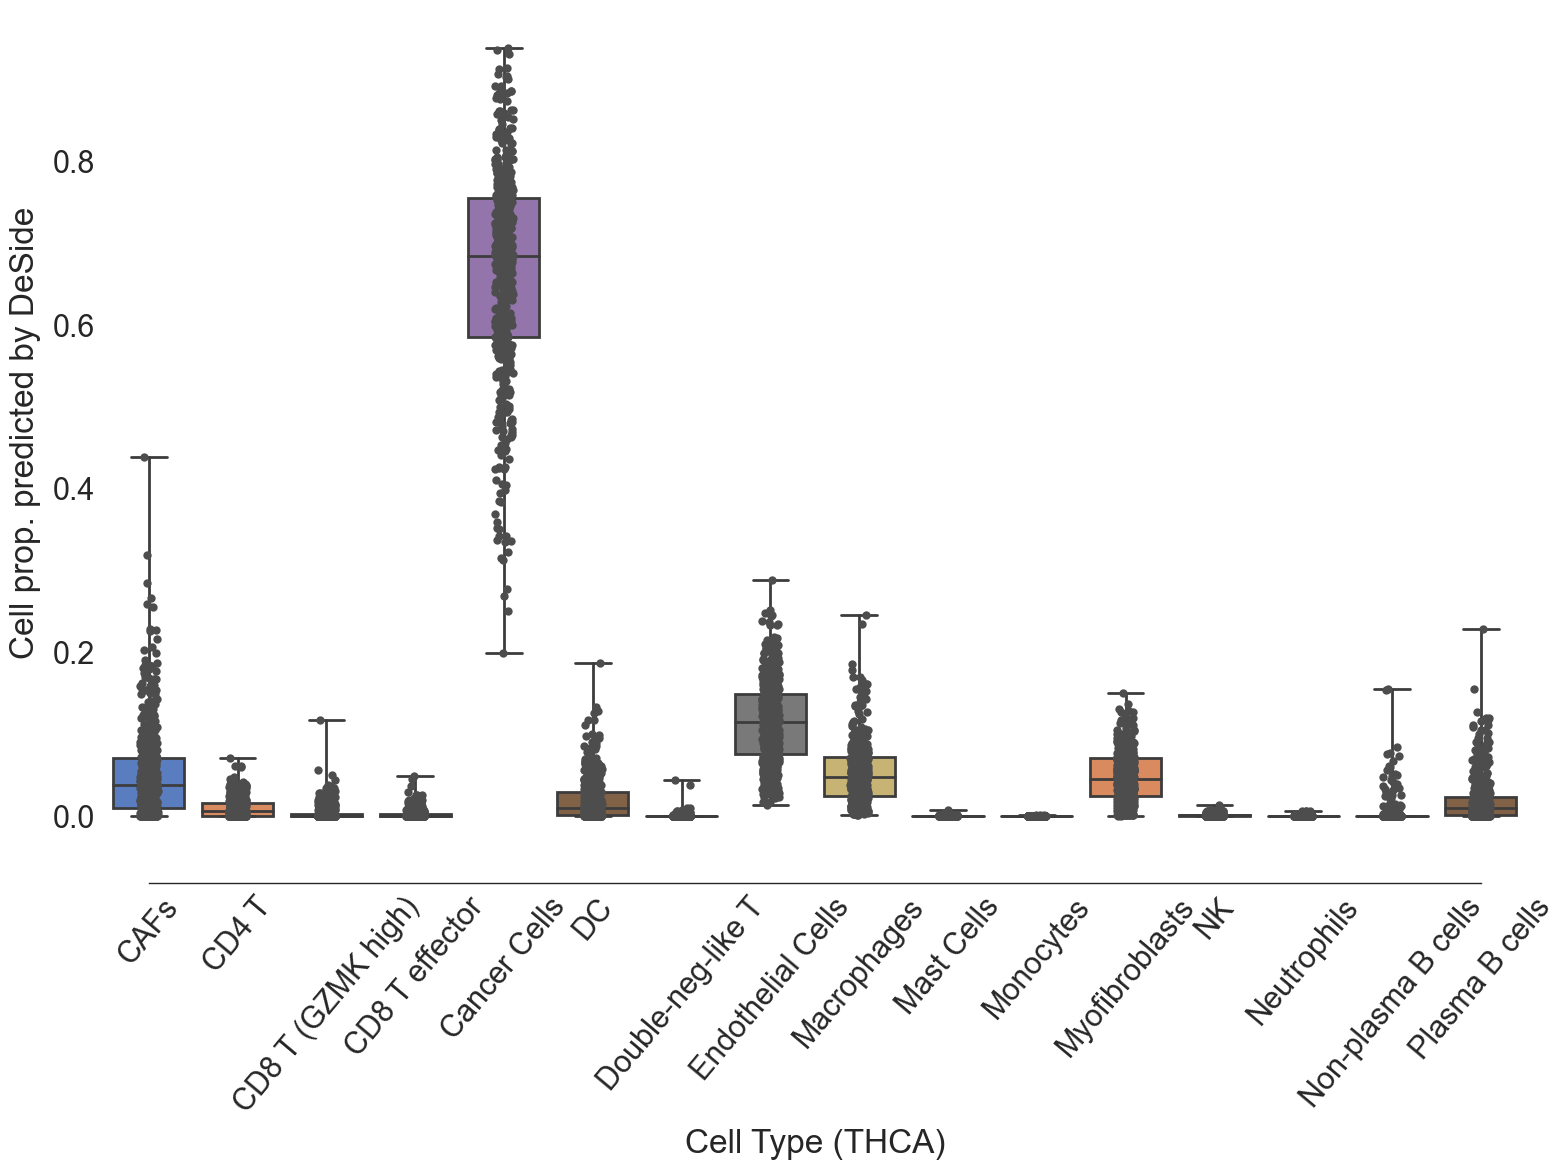 Cell prop. predicted by DeSide
0.8
0.6
0.4
0.2
0.0
CAFs
CD4 T
CD8 T (GZMK high)
CD8 T effector
Cancer Cells
DC
Double-neg-like T
Endothelial Cells
Macrophages
Mast Cells
Monocytes
Myofibroblasts
NK
Neutrophils
Non-plasma B cells
Plasma B cells
Cell Type (THCA)